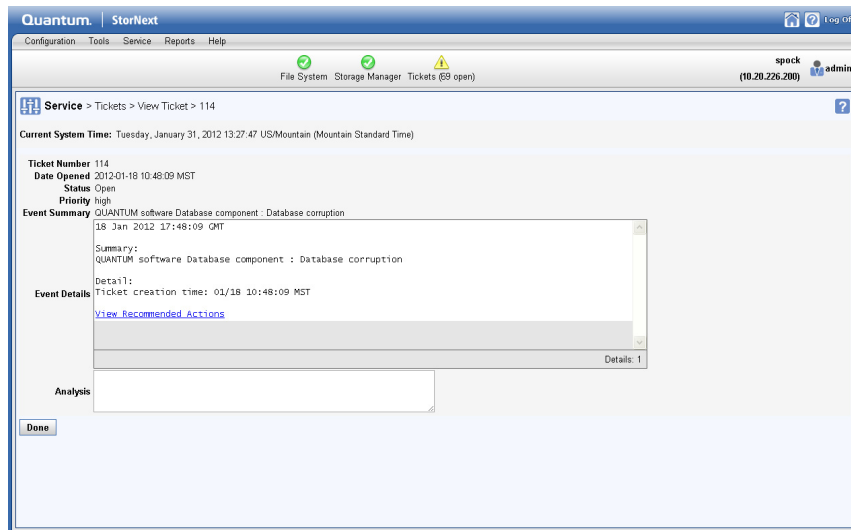 Quantum. | StorNext
Log Of
Configuration Tools Service Reports Help
File System Storage Manager Tickets (69 open)
spock
(10.20.226.200)
admin
Service > Tickets > View Ticket > 114
Current System Time: Tuesday, January 31, 2012 13:27:47 US/Mountain (Mountain Standard Time)
Ticket Number 114
Date Opened 2012-01-18 10:48:09 MST
Status Open
Priority high
Event Summary QUANTUM software Database component : Database corruption
18 Jan 2012 17:48:09 GMT
Summary:
QUANTUM software Database component : Database corruption
Detail:
Event Details Ticket creation time: 01/18 10:48:09 MST
View Recommended Actions
Details: 1
Analysis
Done